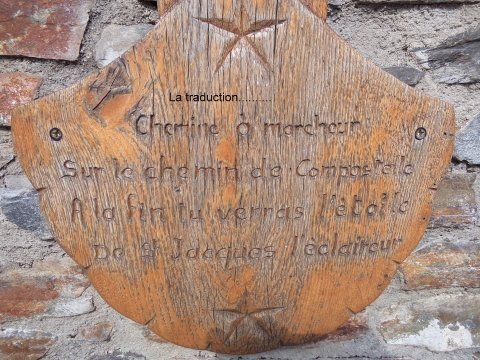 La traduction..........
Chemine ô marcheur
Sur le chemin de Compostelle
A la fin tu verras l'étoile
De St Jacques l'éclaireur